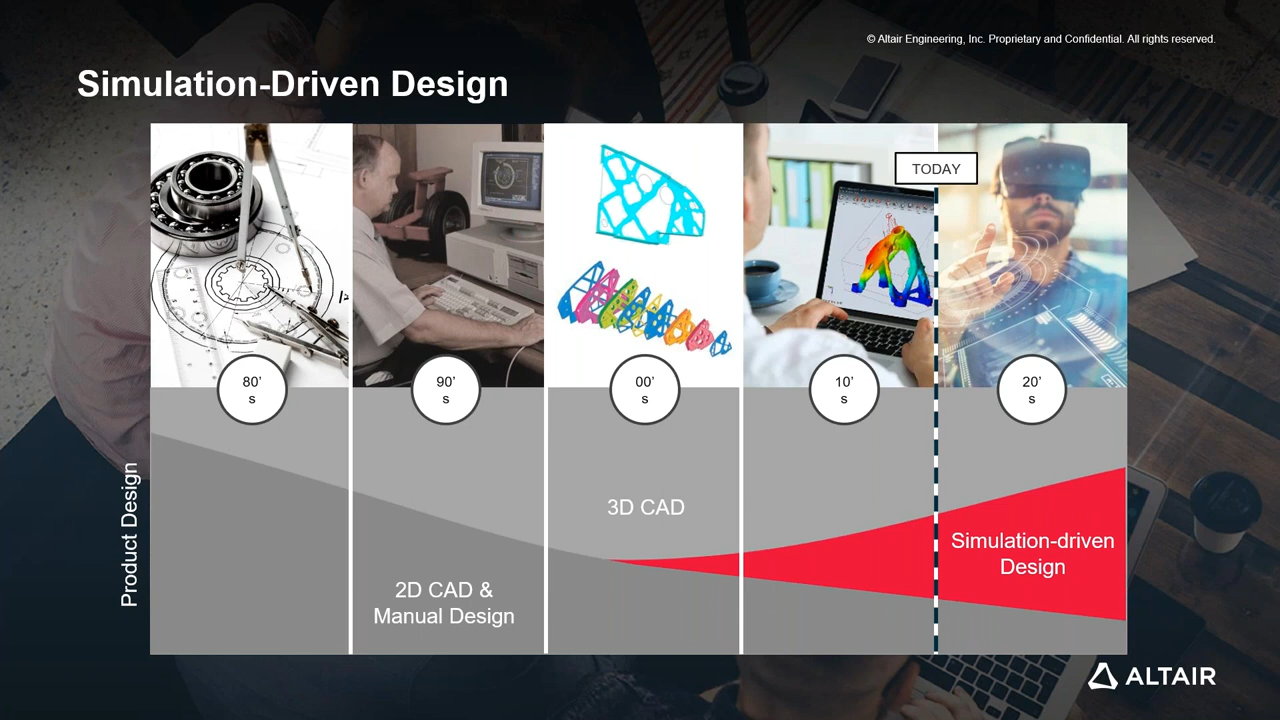 © Altair Engineering, Inc. Proprietary and Confidential. All rights reserved.
Simulation-Driven Design
TODAY
80’
s
90’
s
00’
s
10’
s
20’
s
Product Design
3D CAD
2D CAD &
Manual Design
Simulation-driven
Design
ALTAIR